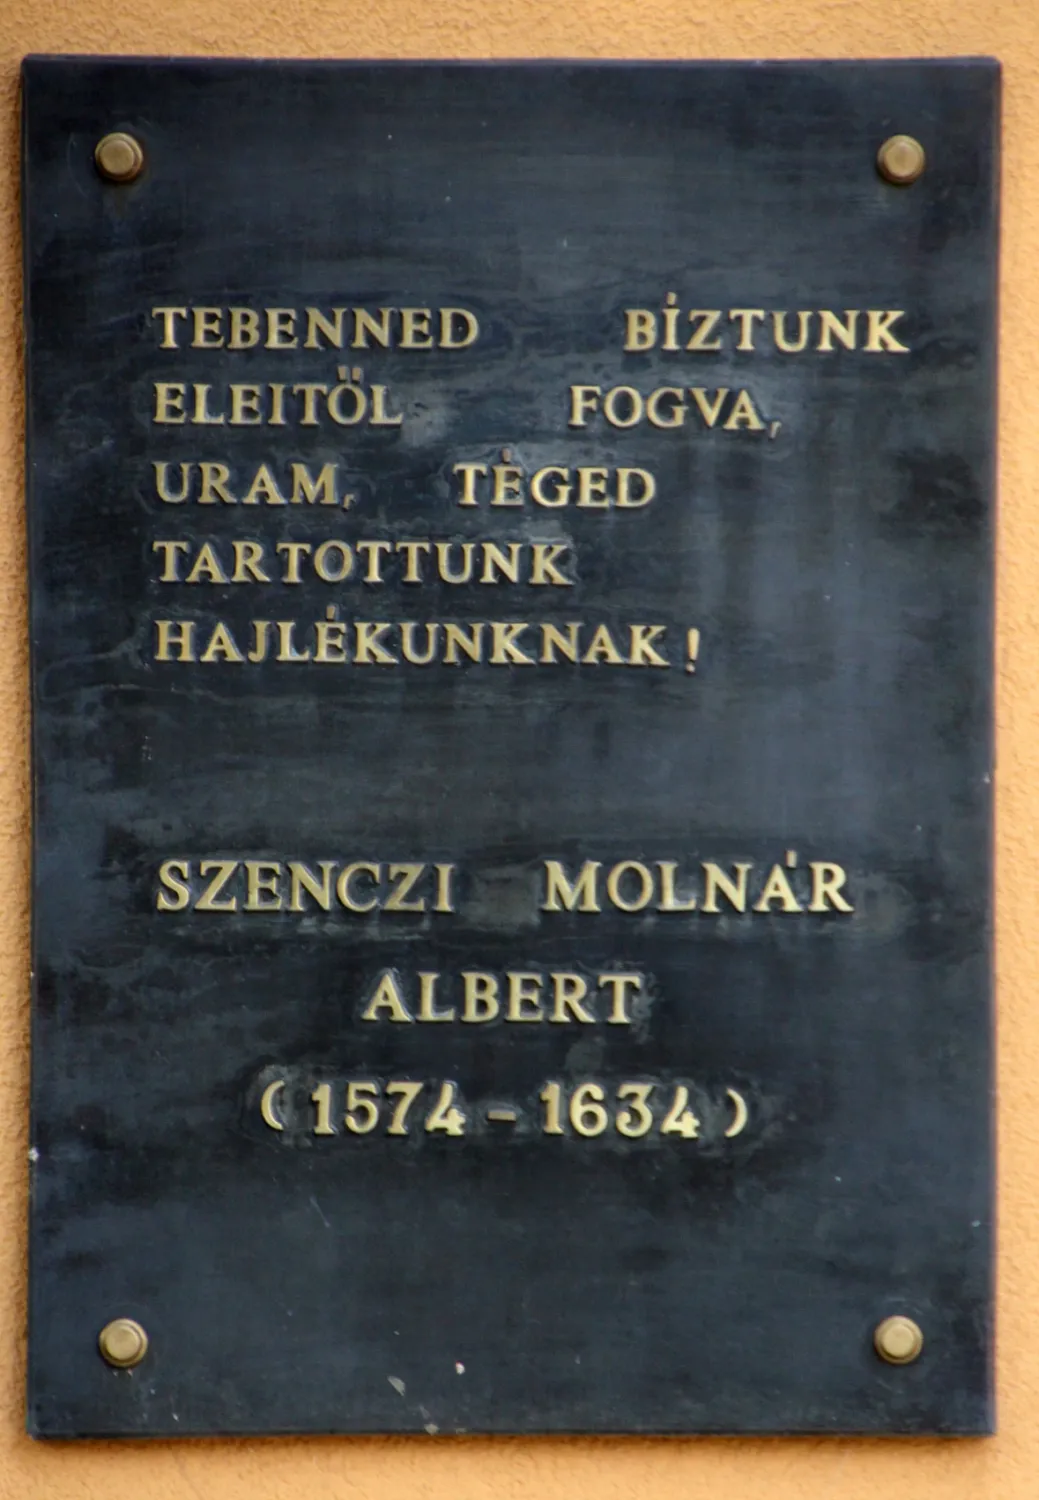 TEBENNED BÍZTUNK
ELEITŐL FOGVA,
URAM, TÉGED
TARTOTTUNK
HAJLÉKUNKNAK!
SZENCZI MOLNÁR
ALBERT
(1574-1634)